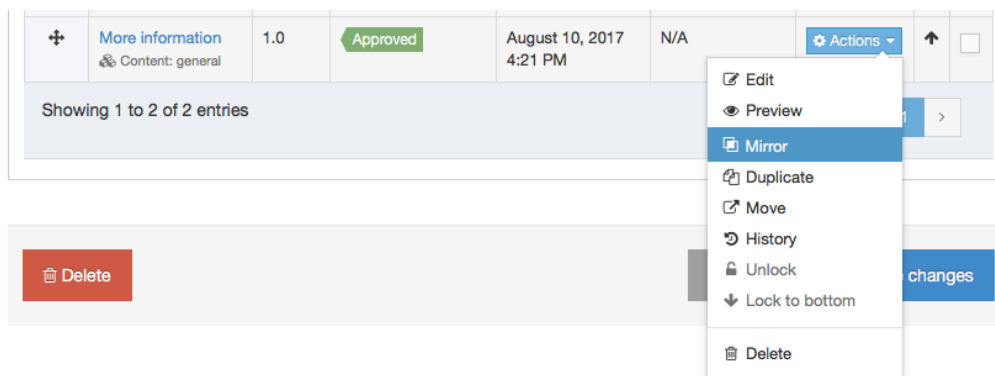 More information 1.0 Approved August 10, 2017 N/A Actions
Content: general 4:21 PM
Edit
Showing 1 to 2 of 2 entries
Preview 1
Mirror
Duplicate
Move
History
Delete Unlock changes
Lock to bottom
Delete